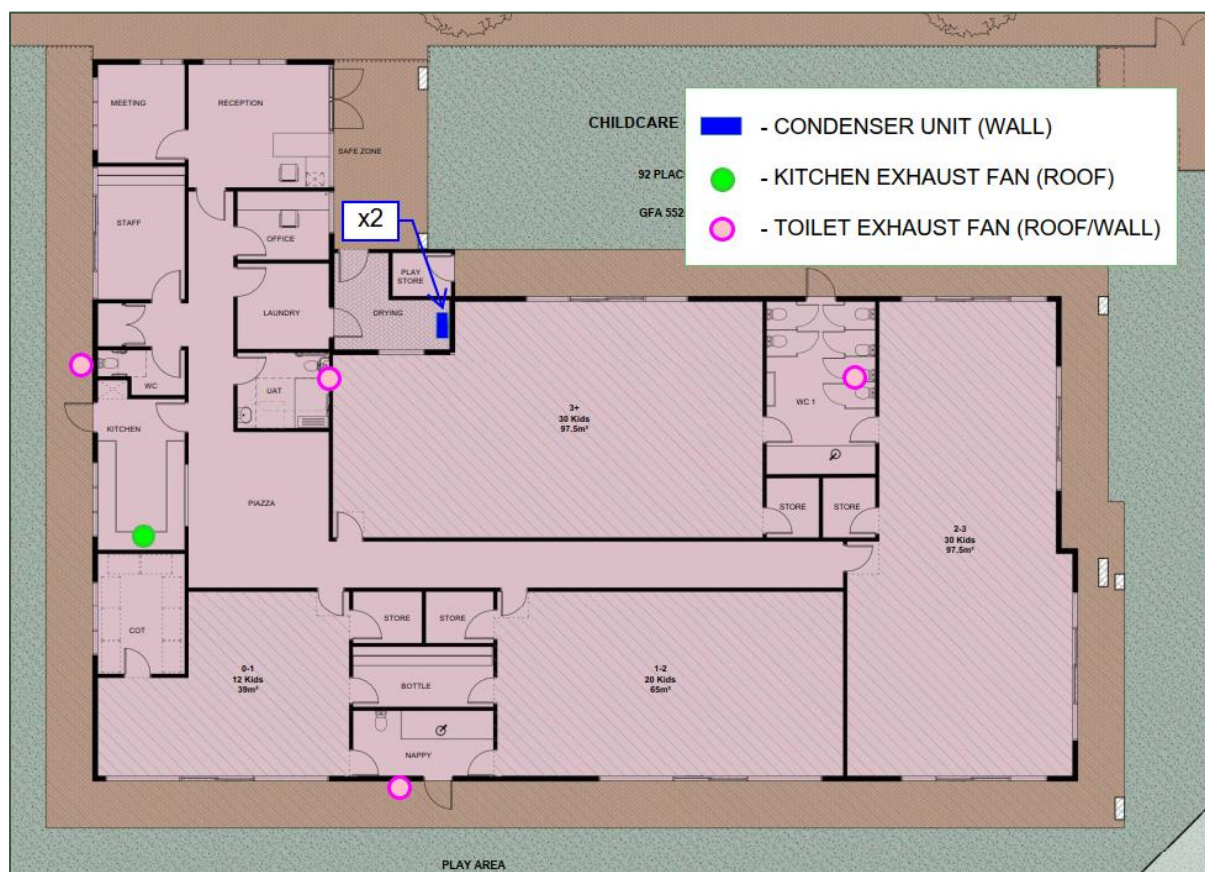 MEETING
RECEPTION
SAFE ZONE
CHILDCARE
92 PLAC
GFA 552
- CONDENSER UNIT (WALL)
- KITCHEN EXHAUST FAN (ROOF)
- TOILET EXHAUST FAN (ROOF/WALL)
STAFF
OFFICE
x2
PLAY
STORE
LAUNDRY
DRYING
WC
UAT
KITCHEN
PIAZZA
3+
30 Kids
97.5m²
WC 1
STORE
STORE
2-3
30 Kids
97.5m²
COT
STORE
STORE
0-1
12 Kids
39m²
BOTTLE
1-2
20 Kids
65m²
NAPPY
PLAY AREA